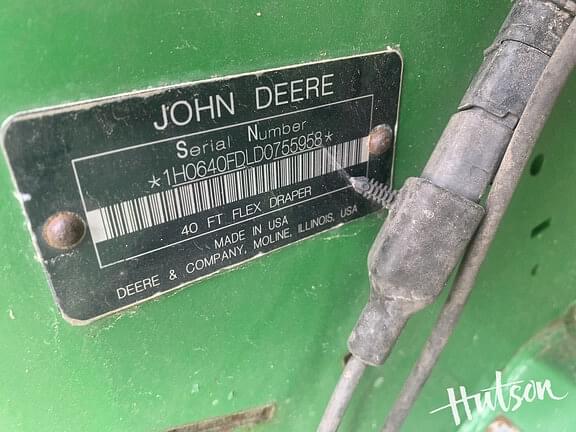 JOHN DEERE
Serial Number
*1H0640FDLD0755958*
40 FT FLEX DRAPER
MADE IN USA
DEERE & COMPANY, MOLINE, ILLINOIS, USA
Hutson